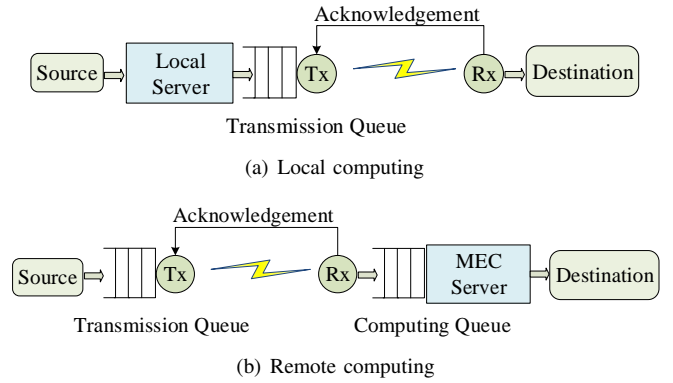 Acknowledgement
Source
Local
Server
Tx
Rx
Destination
Transmission Queue
(a) Local computing
Acknowledgement
Source
Tx
Rx
MEC
Server
Destination
Transmission Queue
Computing Queue
(b) Remote computing